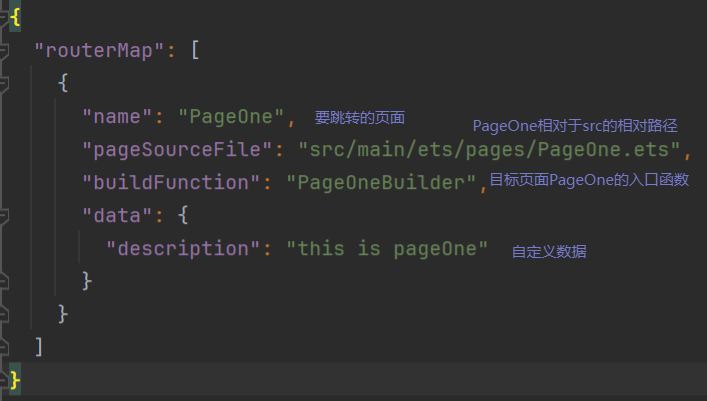 {
"routerMap": [
{
"name": "PageOne", 要跳转的页面
PageOne相对于src的相对路径
"pageSourceFile": "src/main/ets/pages/PageOne.ets",
"buildFunction": "PageOneBuilder",目标页面PageOne的入口函数
"data": {
"description": "this is pageOne" 自定义数据
}
}
]
}